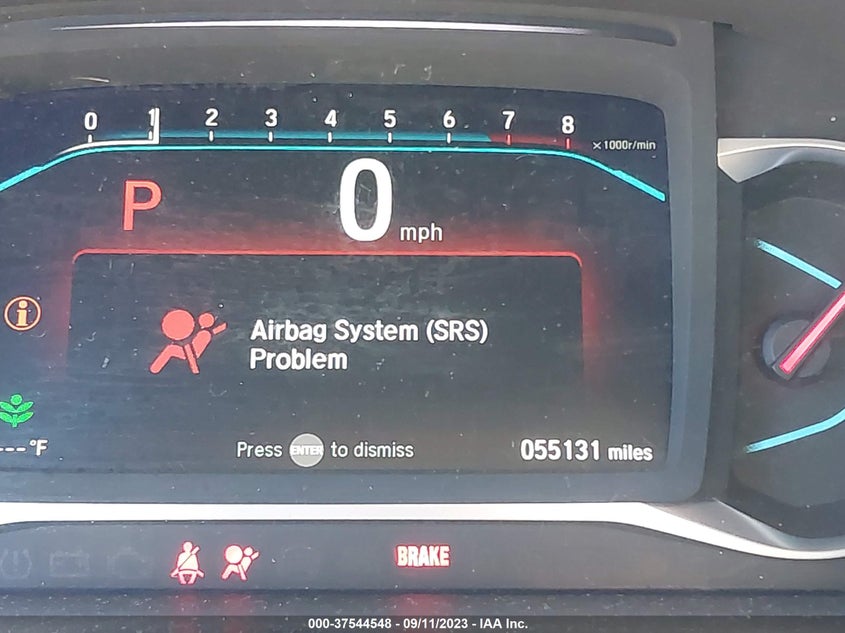 0 1 2 3 4 5 6 7 8
×1000r/min
P
0 mph
Airbag System (SRS)
Problem
---°F
Press ENTER to dismiss
055131 miles
BRAKE
000-37544548 - 09/11/2023 - IAA Inc.